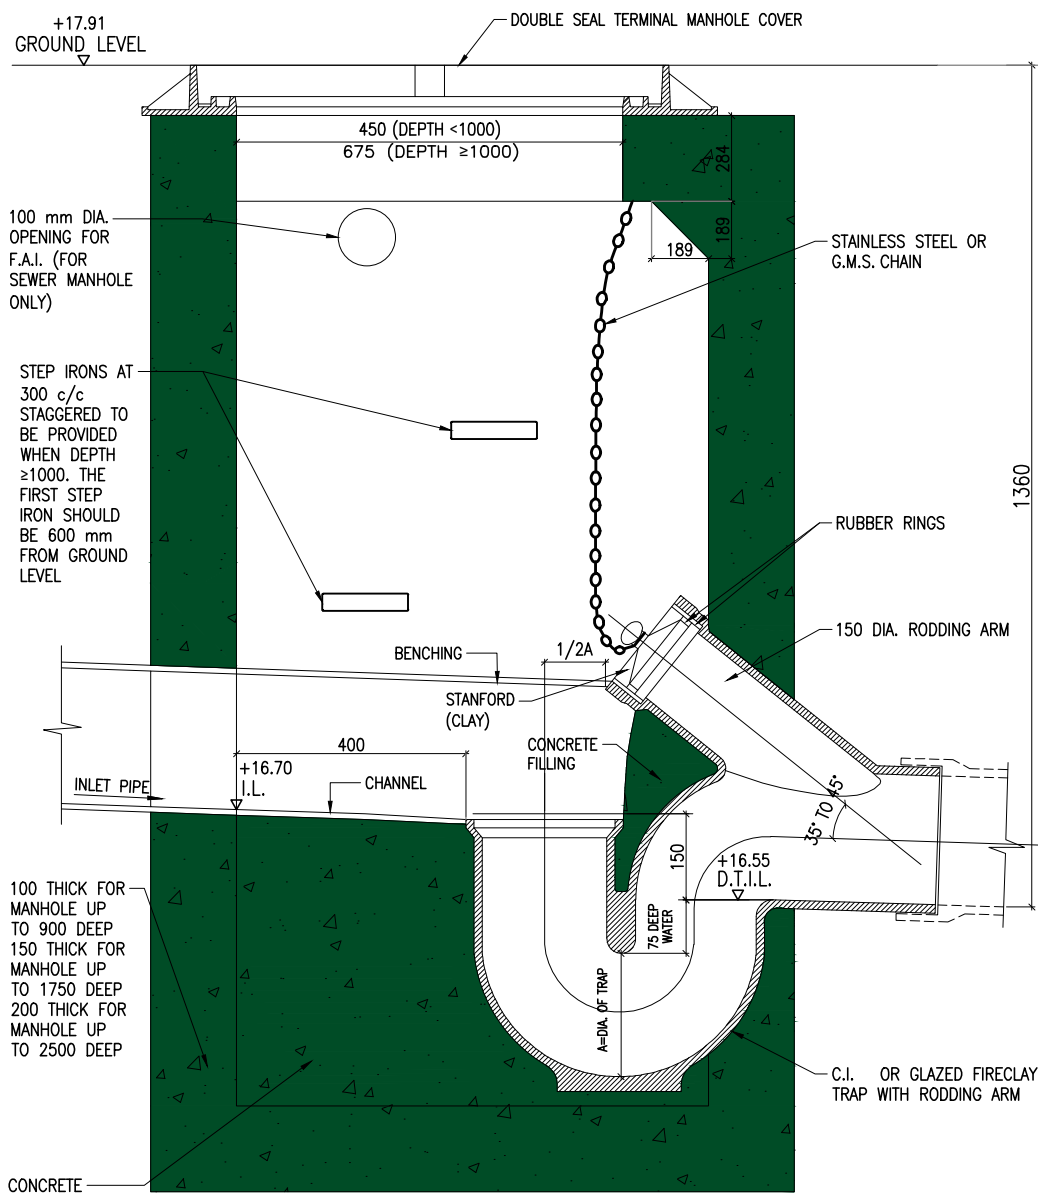 +17.91
GROUND LEVEL
DOUBLE SEAL TERMINAL MANHOLE COVER
450 (DEPTH <1000)
675 (DEPTH ≥1000)
284
189
189
100 mm DIA.
OPENING FOR
F.A.I. (FOR
SEWER MANHOLE
ONLY)
STAINLESS STEEL OR
G.M.S. CHAIN
STEP IRONS AT
300 c/c
STAGGERED TO
BE PROVIDED
WHEN DEPTH
≥1000. THE
FIRST STEP
IRON SHOULD
BE 600 mm
FROM GROUND
LEVEL
1360
RUBBER RINGS
150 DIA. RODDING ARM
BENCHING
1/2A
STANFORD
(CLAY)
400
CONCRETE
FILLING
+16.70
I.L.
INLET PIPE
CHANNEL
35° TO 45°
150
+16.55
D.T.I.L.
75 DEEP
WATER
A=DIA. OF TRAP
100 THICK FOR
MANHOLE UP
TO 900 DEEP
150 THICK FOR
MANHOLE UP
TO 1750 DEEP
200 THICK FOR
MANHOLE UP
TO 2500 DEEP
C.I. OR GLAZED FIRECLAY
TRAP WITH RODDING ARM
CONCRETE